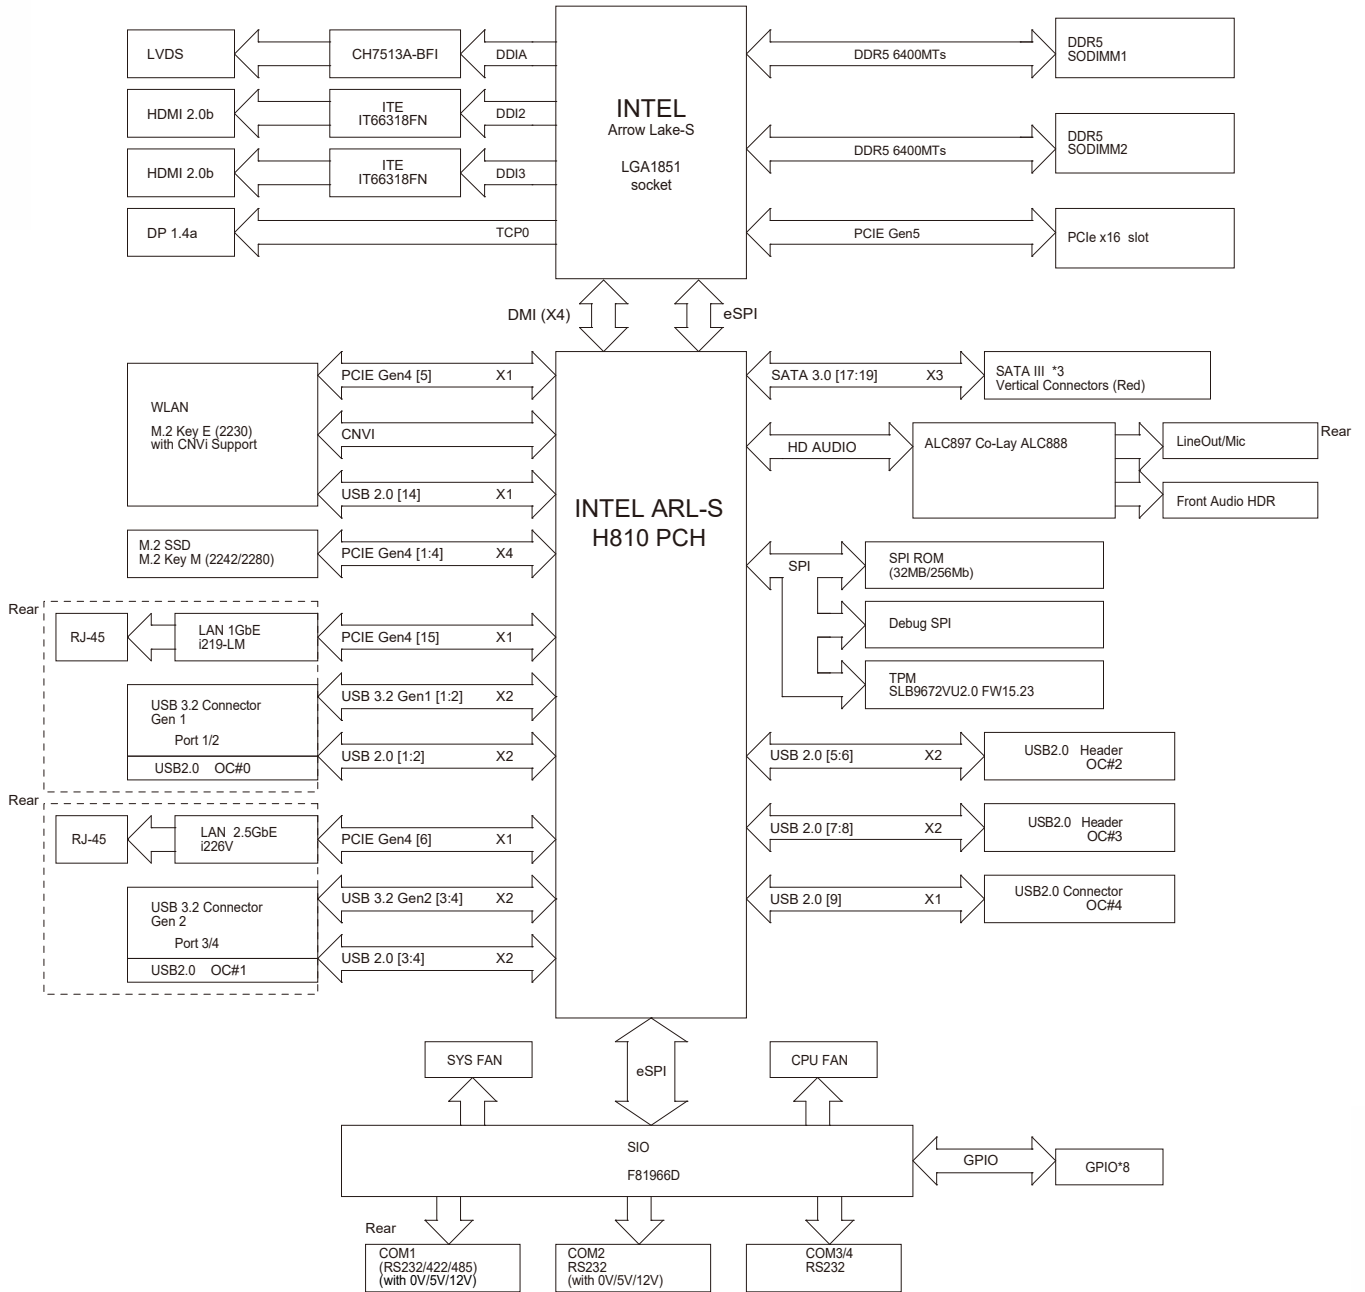 LVDS
CH7513A-BFI
DDIA
HDMI 2.0b
ITE
IT66318FN
DDI2
HDMI 2.0b
ITE
IT66318FN
DDI3
DP 1.4a
TCP0
INTEL
Arrow Lake-S
LGA1851
socket
DDR5 6400MTs
DDR5
SODIMM1
DDR5 6400MTs
DDR5
SODIMM2
PCIE Gen5
PCIe x16 slot
DMI (X4)
eSPI
WLAN
M.2 Key E (2230)
with CNVi Support
PCIE Gen4 [5] X1
CNVI
USB 2.0 [14] X1
M.2 SSD
M.2 Key M (2242/2280)
PCIE Gen4 [1:4] X4
Rear
RJ-45
LAN 1GbE
i219-LM
PCIE Gen4 [15] X1
USB 3.2 Connector
Gen 1
Port 1/2
USB2.0 OC#0
USB 3.2 Gen1 [1:2] X2
USB 2.0 [1:2] X2
Rear
RJ-45
LAN 2.5GbE
i226V
PCIE Gen4 [6] X1
USB 3.2 Connector
Gen 2
Port 3/4
USB2.0 OC#1
USB 3.2 Gen2 [3:4] X2
USB 2.0 [3:4] X2
INTEL ARL-S
H810 PCH
SATA 3.0 [17:19] X3
SATA III *3
Vertical Connectors (Red)
HD AUDIO
ALC897 Co-Lay ALC888
LineOut/Mic
Rear
Front Audio HDR
SPI
SPI ROM
(32MB/256Mb)
Debug SPI
TPM
SLB9672VU2.0 FW15.23
USB 2.0 [5:6] X2
USB2.0 Header
OC#2
USB 2.0 [7:8] X2
USB2.0 Header
OC#3
USB 2.0 [9] X1
USB2.0 Connector
OC#4
SYS FAN
eSPI
CPU FAN
SIO
F81966D
GPIO
GPIO*8
Rear
COM1
(RS232/422/485)
(with 0V/5V/12V)
COM2
RS232
(with 0V/5V/12V)
COM3/4
RS232